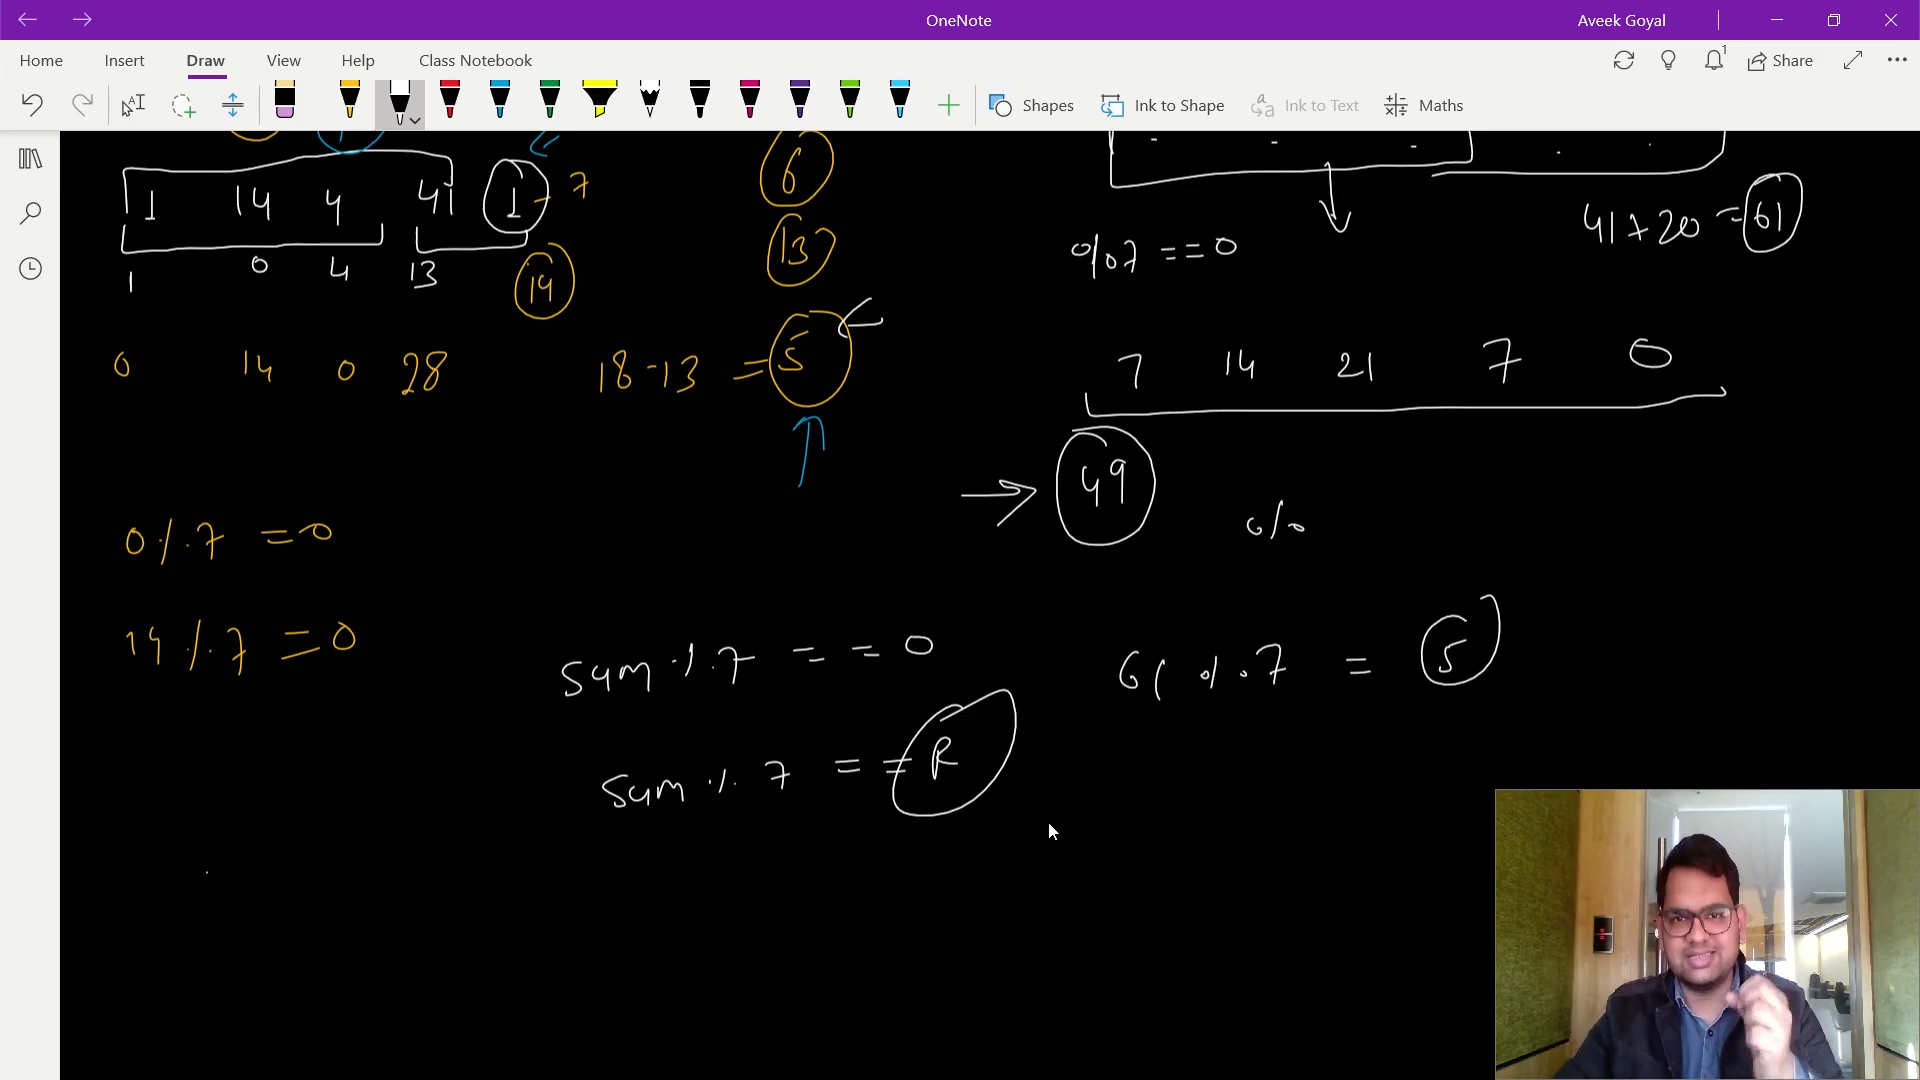 OneNote
Aveek Goyal
Home Insert Draw View Help Class Notebook
1
Share
Shapes
Ink to Shape
Ink to Text
Maths
6
1 14 4 41 1 - 7
13
41 + 20 = 61
1 0 4 13
14
% 7 == 0
0 14 0 28
18 - 13 = 5
7 14 21 7 0
49
%
0 % 7 = 0
14 % 7 = 0
sum % 7 == 0
61 % 7 = 5
sum % 7 == R